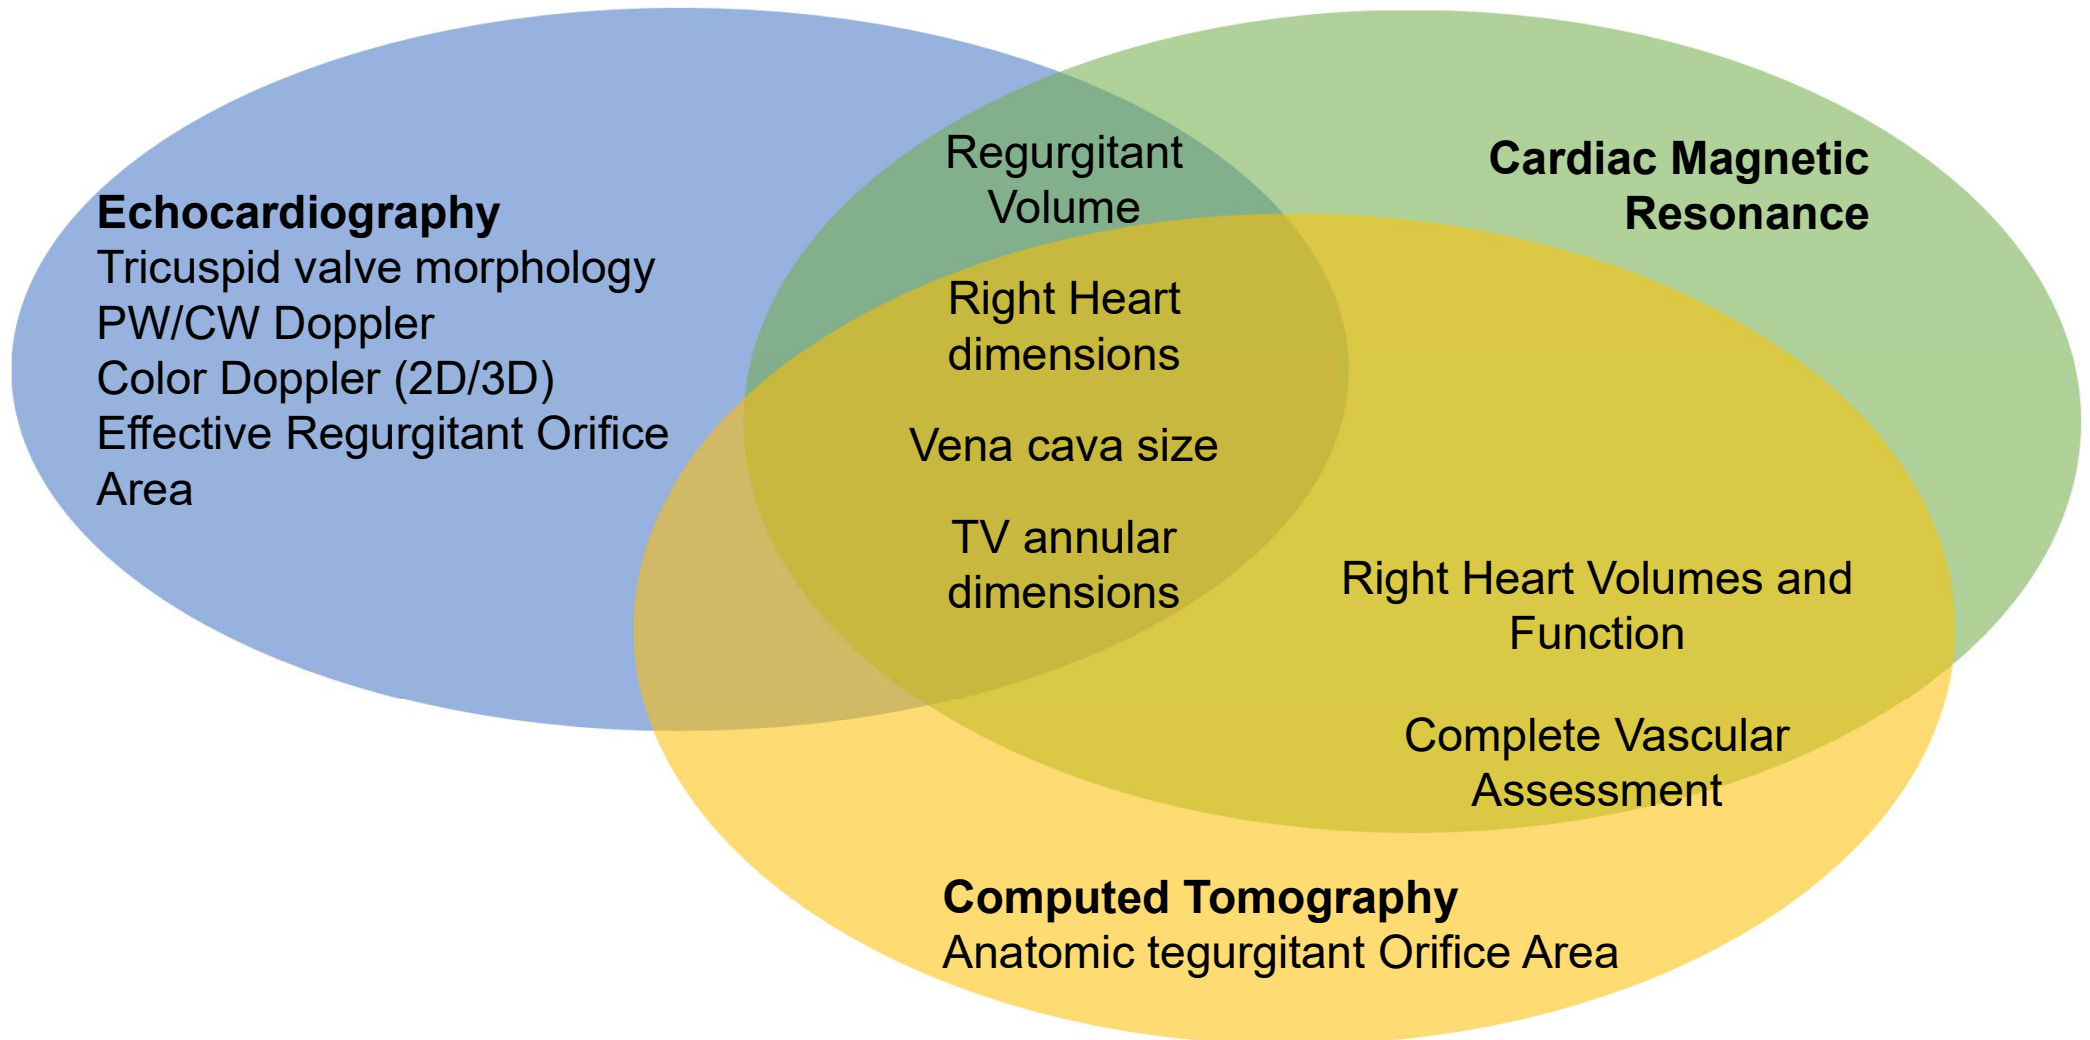 Echocardiography
Tricuspid valve morphology
PW/CW Doppler
Color Doppler (2D/3D)
Effective Regurgitant Orifice
Area
Regurgitant
Volume
Right Heart
dimensions
Vena cava size
TV annular
dimensions
Cardiac Magnetic
Resonance
Right Heart Volumes and
Function
Complete Vascular
Assessment
Computed Tomography
Anatomic tegurgitant Orifice Area